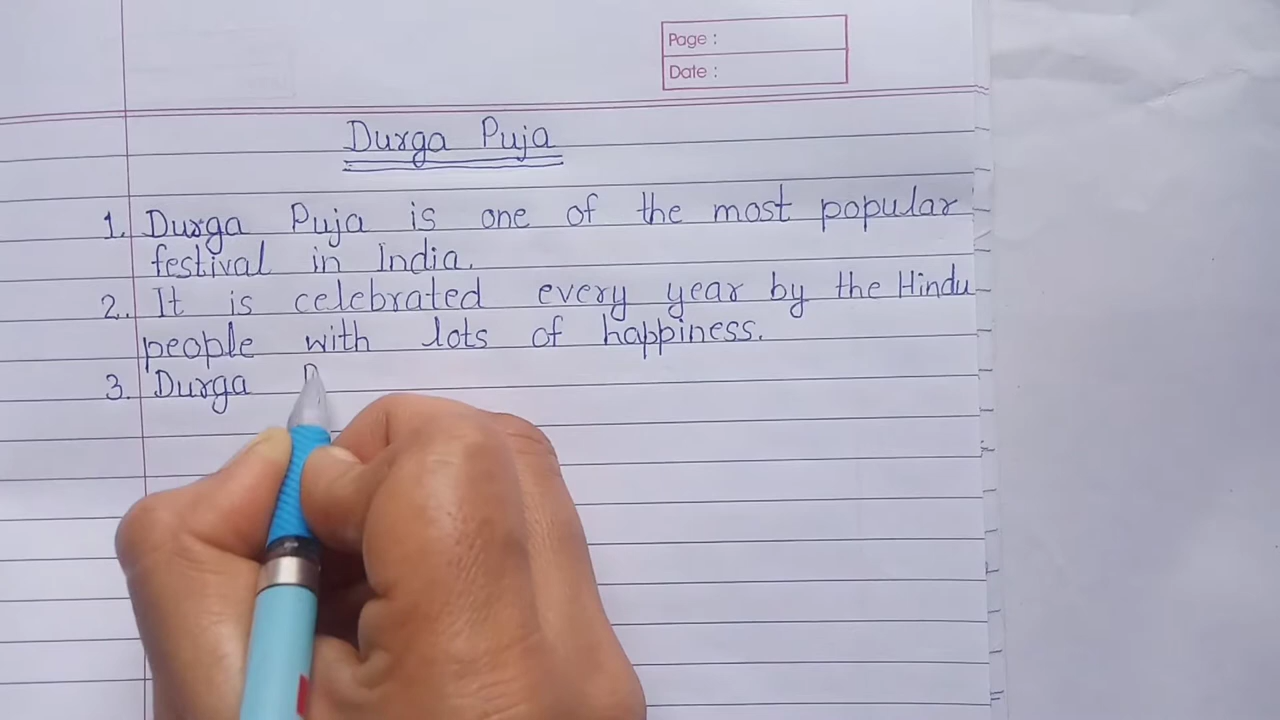 Page :
Date :
Durga Puja
1. Durga Puja is one of the most popular
festival in India.
2. It is celebrated every year by the Hindu
people with lots of happiness.
3. Durga